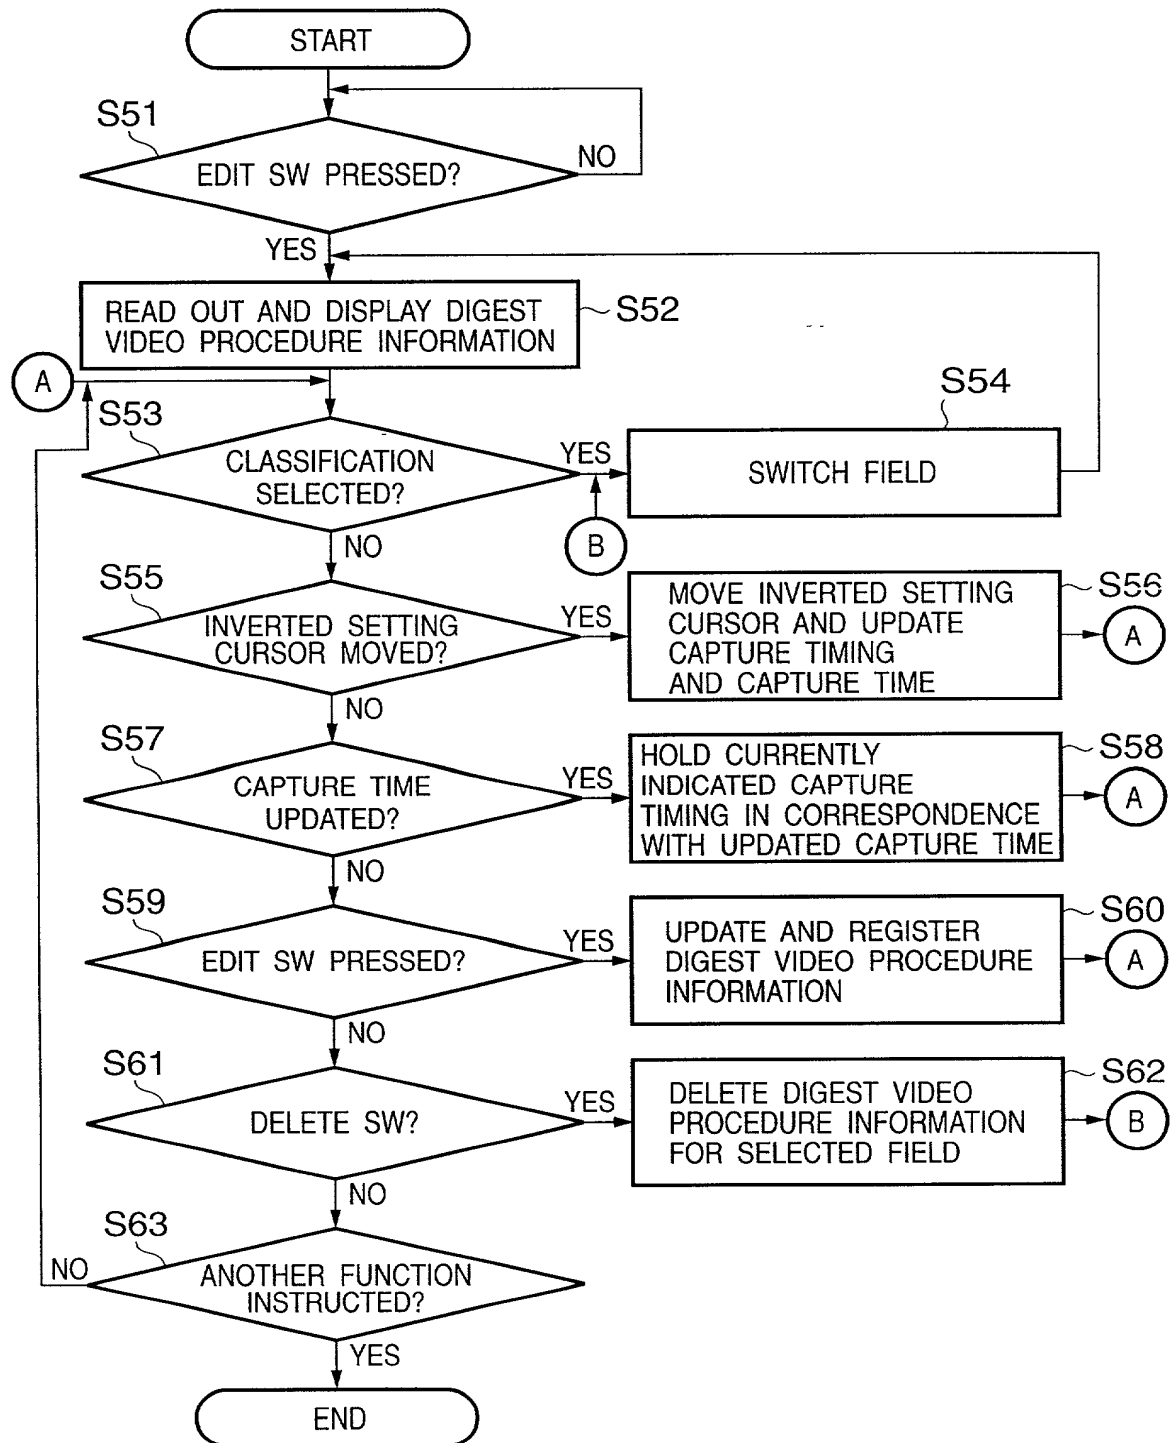 START
S51
EDIT SW PRESSED?
NO
YES
READ OUT AND DISPLAY DIGEST
VIDEO PROCEDURE INFORMATION
S52
A
S53
CLASSIFICATION
SELECTED?
YES
S54
SWITCH FIELD
B
NO
S55
INVERTED SETTING
CURSOR MOVED?
YES
MOVE INVERTED SETTING
CURSOR AND UPDATE
CAPTURE TIMING
AND CAPTURE TIME
S56
A
NO
S57
CAPTURE TIME
UPDATED?
YES
HOLD CURRENTLY
INDICATED CAPTURE
TIMING IN CORRESPONDENCE
WITH UPDATED CAPTURE TIME
S58
A
NO
S59
EDIT SW PRESSED?
YES
UPDATE AND REGISTER
DIGEST VIDEO PROCEDURE
INFORMATION
S60
A
NO
S61
DELETE SW?
YES
DELETE DIGEST VIDEO
PROCEDURE INFORMATION
FOR SELECTED FIELD
S62
B
NO
S63
NO
ANOTHER FUNCTION
INSTRUCTED?
YES
END